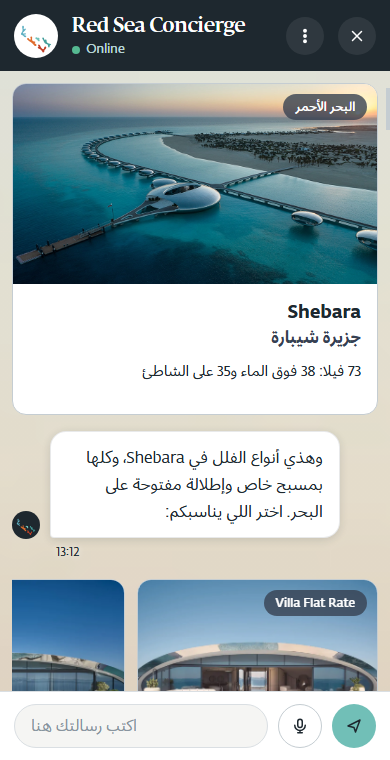 Red Sea Concierge
Online
البحر الأحمر
Shebara
جزيرة شيبارة
73 فيلا: 38 فوق الماء و35 على الشاطئ
وهذي أنواع الفلل في Shebara، وكلها
بمسبح خاص وإطلالة مفتوحة على
البحر. اختر اللي يناسبكم:
13:12
Villa Flat Rate
اكتب رسالتك هنا